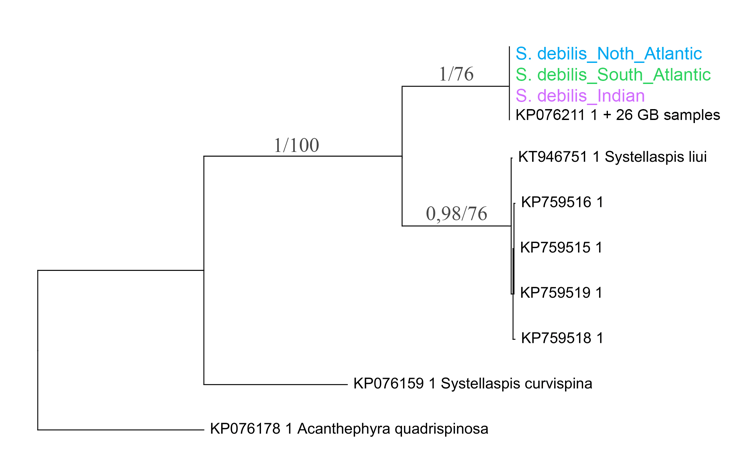 S. debilis_Noth_Atlantic
1/76
S. debilis_South_Atlantic
S. debilis_Indian
KP076211 1 + 26 GB samples
1/100
KT946751 1 Systellaspis liui
KP759516 1
0,98/76
KP759515 1
KP759519 1
KP759518 1
KP076159 1 Systellaspis curvispina
KP076178 1 Acanthephyra quadrispinosa